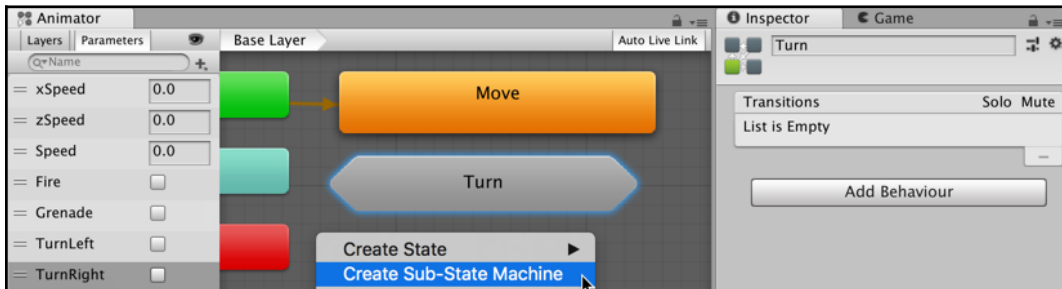 Animator
Layers Parameters
Name
xSpeed 0.0
zSpeed 0.0
Speed 0.0
Fire
Grenade
TurnLeft
TurnRight
Base Layer Auto Live Link
Move
Turn
Create State
Create Sub-State Machine
Inspector Game
Turn
Transitions Solo Mute
List is Empty
Add Behaviour